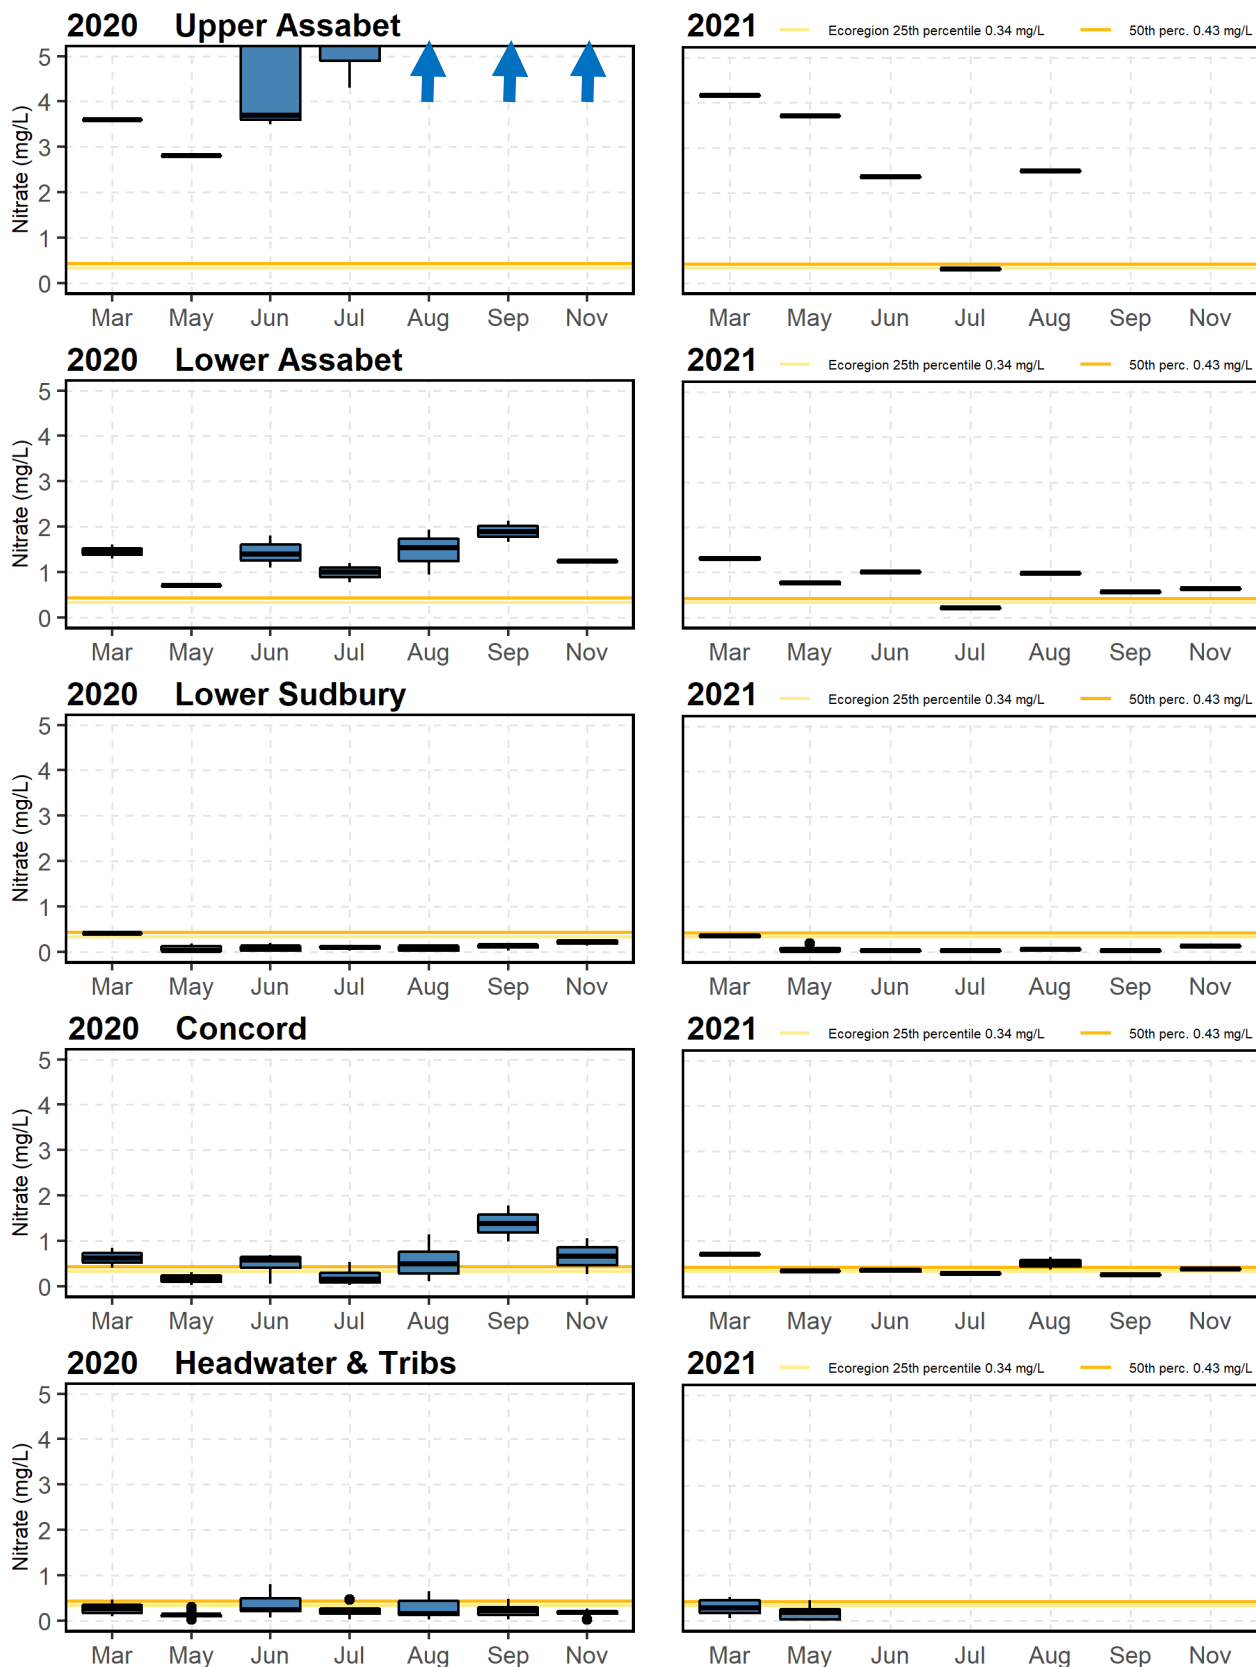 2020 Upper Assabet
2021 Ecoregion 25th percentile 0.34 mg/L 50th perc. 0.43 mg/L
Nitrate (mg/L)
5
4
3
2
1
0
Mar May Jun Jul Aug Sep Nov
Mar May Jun Jul Aug Sep Nov
2020 Lower Assabet
2021 Ecoregion 25th percentile 0.34 mg/L 50th perc. 0.43 mg/L
Nitrate (mg/L)
5
4
3
2
1
0
Mar May Jun Jul Aug Sep Nov
Mar May Jun Jul Aug Sep Nov
2020 Lower Sudbury
2021 Ecoregion 25th percentile 0.34 mg/L 50th perc. 0.43 mg/L
Nitrate (mg/L)
5
4
3
2
1
0
Mar May Jun Jul Aug Sep Nov
Mar May Jun Jul Aug Sep Nov
2020 Concord
2021 Ecoregion 25th percentile 0.34 mg/L 50th perc. 0.43 mg/L
Nitrate (mg/L)
5
4
3
2
1
0
Mar May Jun Jul Aug Sep Nov
Mar May Jun Jul Aug Sep Nov
2020 Headwater & Tribs
2021 Ecoregion 25th percentile 0.34 mg/L 50th perc. 0.43 mg/L
Nitrate (mg/L)
5
4
3
2
1
0
Mar May Jun Jul Aug Sep Nov
Mar May Jun Jul Aug Sep Nov